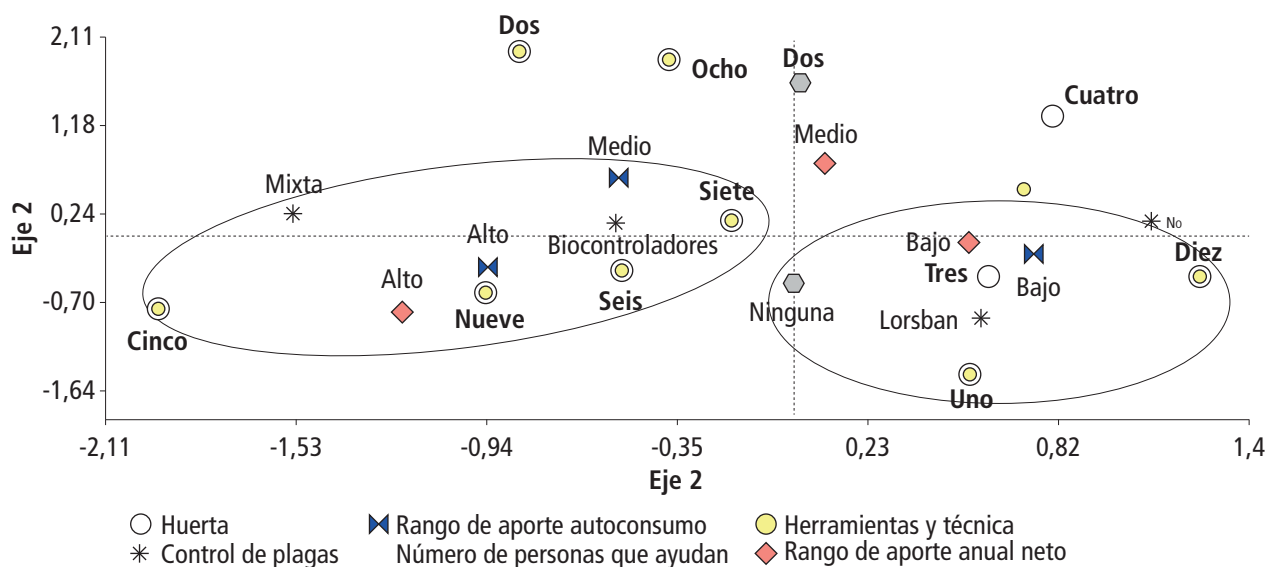 2,11
1,18
0,24
-0,70
-1,64
Eje 2
Dos
Ocho
Dos
Cuatro
Medio
Medio
Mixta
Siete
Biocontroladores
No
Alto
Bajo
Diez
Alto
Tres
Bajo
Nueve
Seis
Ninguna
Lorsban
Cinco
Uno
-2,11 -1,53 -0,94 -0,35 0,23 0,82 1,4
Eje 2
Huerta Rango de aporte autoconsumo Herramientas y técnica
Control de plagas Número de personas que ayudan Rango de aporte anual neto